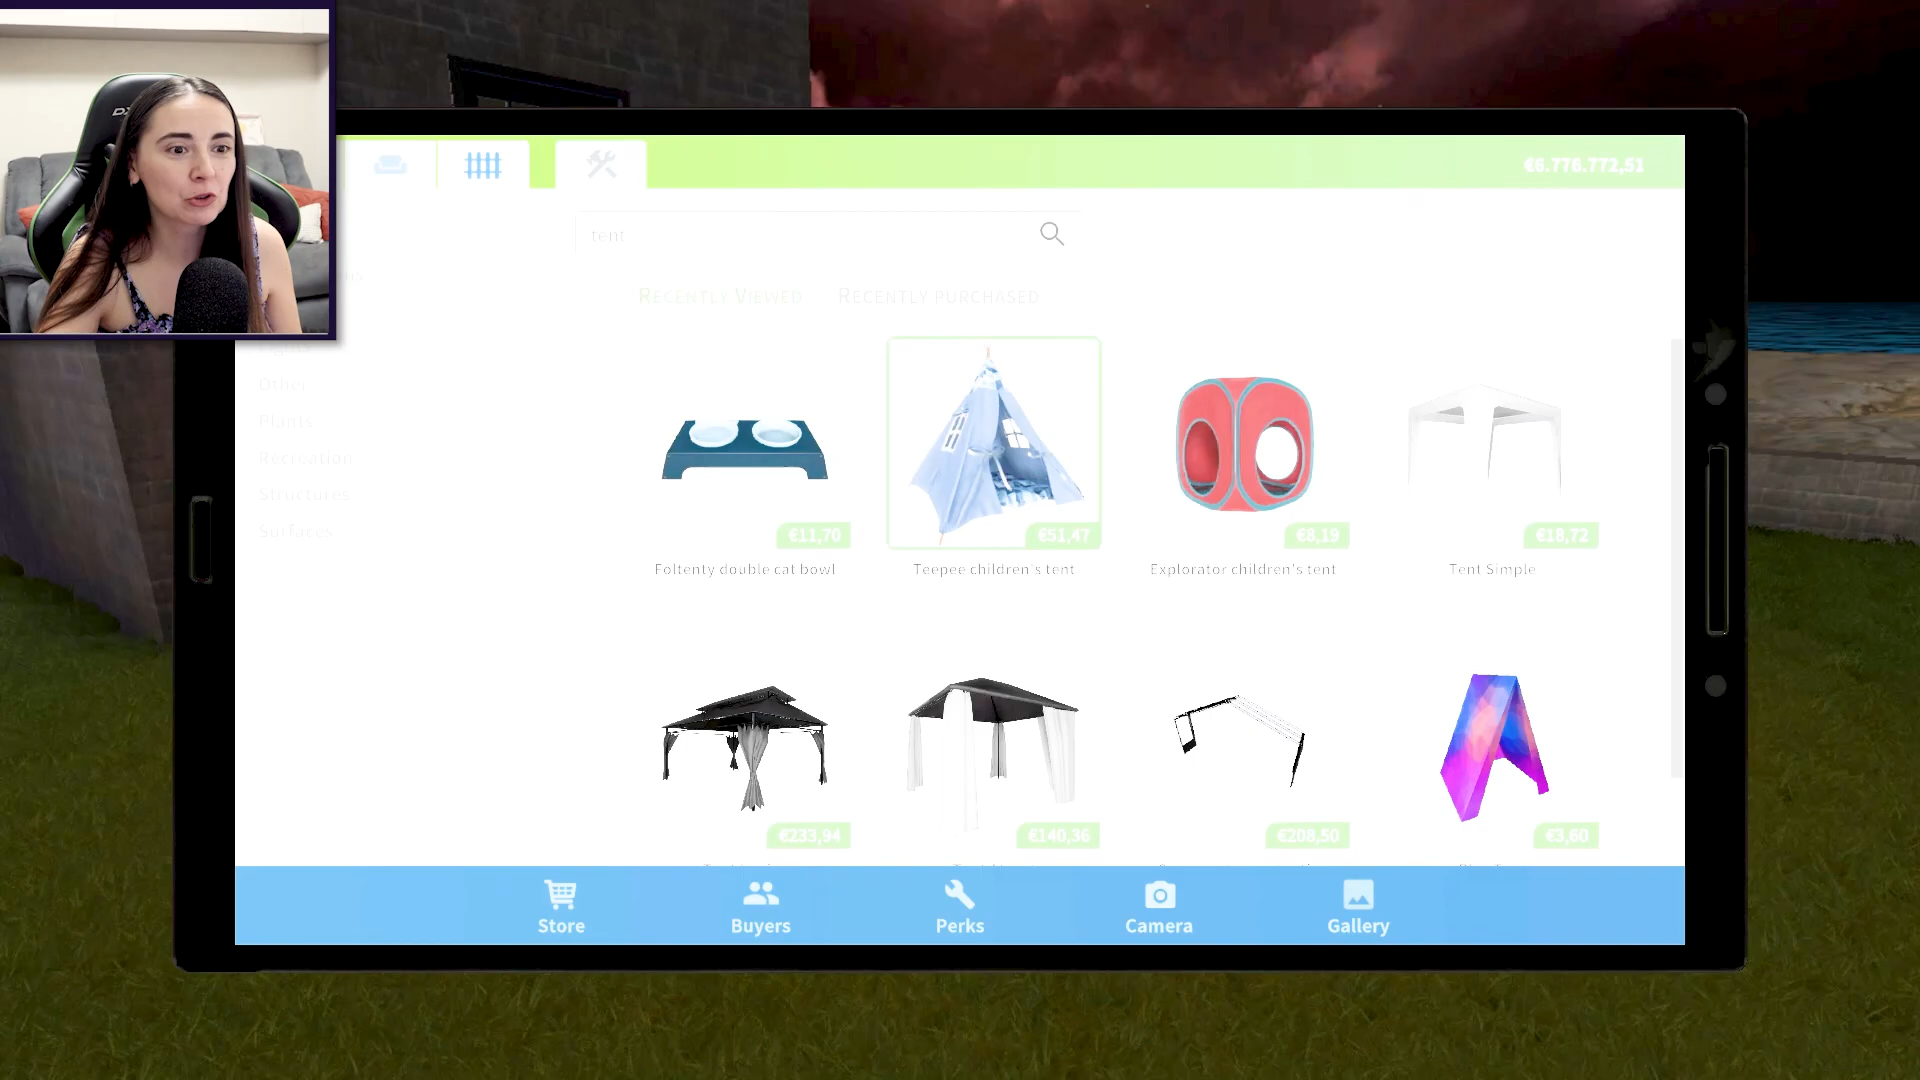 €6.776.772,51
tent
RECENTLY VIEWED
RECENTLY PURCHASED
Other
Plants
Recreation
Structures
Surfaces
€11,70
€51,47
€8,19
€18,72
Foltenty double cat bowl
Teepee children's tent
Explorator children's tent
Tent Simple
€233,94
€140,36
€208,50
€3,60
Store
Buyers
Perks
Camera
Gallery